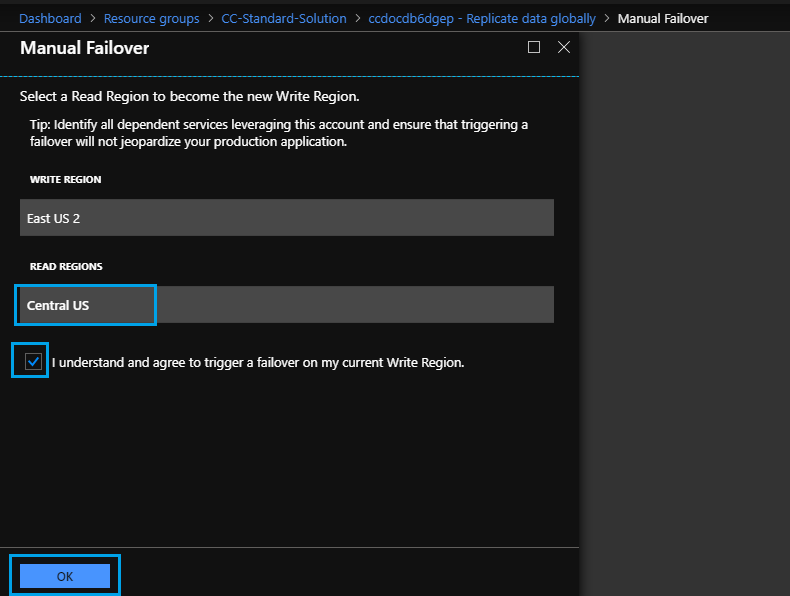 Dashboard > Resource groups > CC-Standard-Solution > ccdocdb6dgep - Replicate data globally > Manual Failover
Manual Failover
Select a Read Region to become the new Write Region.
Tip: Identify all dependent services leveraging this account and ensure that triggering a
failover will not jeopardize your production application.
WRITE REGION
East US 2
READ REGIONS
Central US
I understand and agree to trigger a failover on my current Write Region.
OK